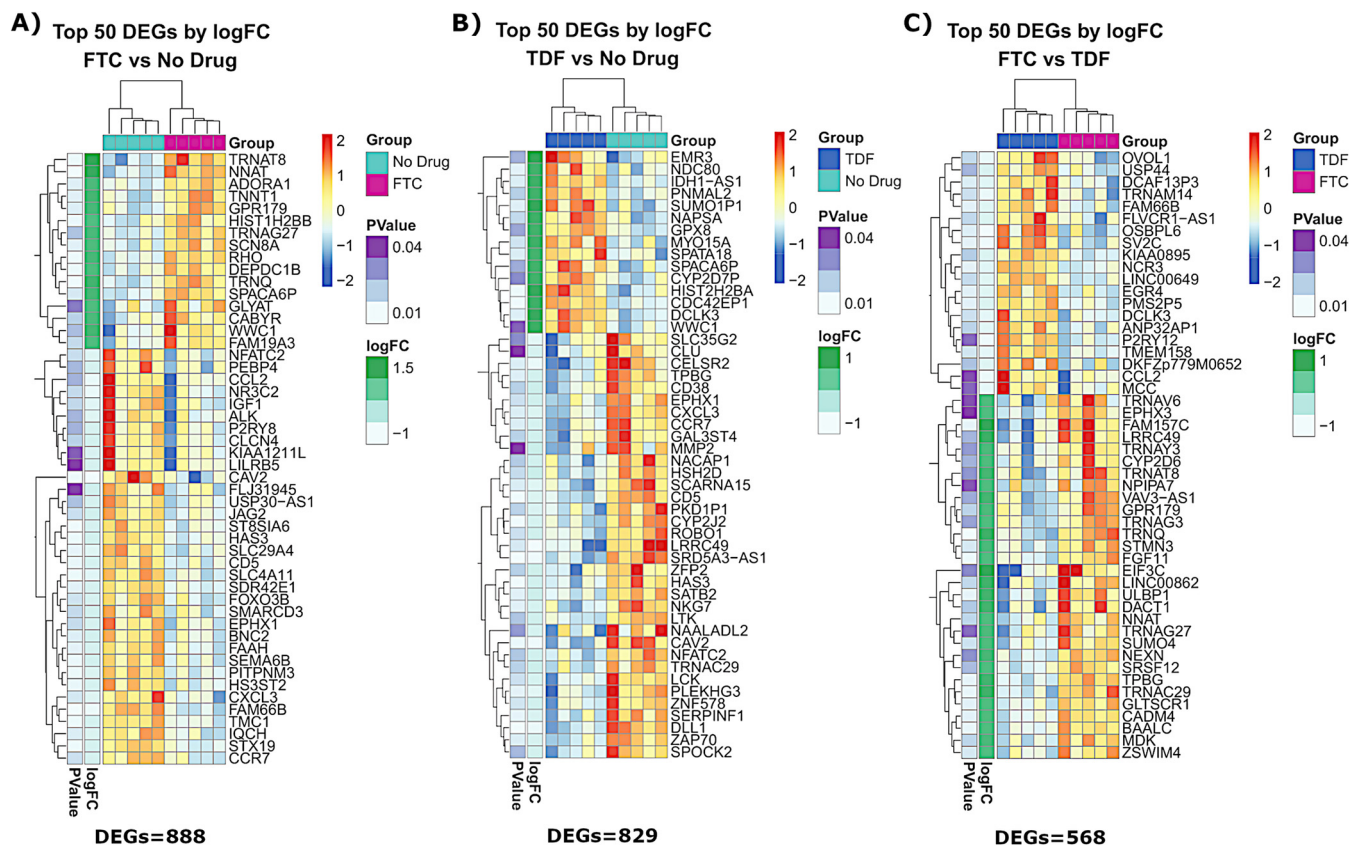 A)
Top 50 DEGs by logFC
FTC vs No Drug
Group
TRNAT8
NNAT
ADORA1
TNNT1
GPR179
HIST1H2BB
TRNAG27
SCN8A
RHO
DEPDC1B
TRNQ
SPACA6P
GLYAT
CABYR
WWC1
FAM19A3
NFATC2
PEBP4
CCL2
NR3C2
IGF1
ALK
P2RY8
CLCN4
KIAA1211L
LILRB5
CAV2
FLJ31945
USP30-AS1
JAG2
ST8SIA6
HAS3
SLC29A4
CD5
SLC4A11
SDR42E1
FOXO3B
SMARCD3
EPHX1
BNC2
FAAH
SEMA6B
PITPNM3
HS3ST2
CXCL3
FAM66B
TMC1
IQCH
STX19
CCR7
PValue
logFC
2
1
0
-1
-2
Group
No Drug
FTC
PValue
0.04
0.01
logFC
1.5
-1
DEGs=888
B)
Top 50 DEGs by logFC
TDF vs No Drug
Group
EMR3
NDC80
IDH1-AS1
INMAL2
SUMO1P1
NAPSA
GPX8
MYO15A
SPATA18
SPACA6P
CYP2D7P
HIST2H2BA
CDC42EP1
DCLK3
WWC1
SLC35G2
CLU
CELSR2
TPBG
CD38
EPHX1
CXCL3
CCR7
GAL3ST4
MMP2
NACAP1
HSH2D
SCARNA15
CD5
PKD1P1
CYP2J2
ROBO1
LRRC49
SRD5A3-AS1
ZFP2
HAS3
SATB2
NKG7
LTK
NAALADL2
CAV2
NFATC2
TRNAC29
LCK
PLEKHG3
ZNF578
SERPINF1
DLL1
ZAP70
SPOCK2
PValue
logFC
2
1
0
-1
-2
Group
TDF
No Drug
PValue
0.04
0.01
logFC
1
-1
DEGs=829
C)
Top 50 DEGs by logFC
FTC vs TDF
Group
OVOL1
USP44
DCAF13P3
TRNAM14
FAM66B
FLVCR1-AS1
OSBPL6
SV2C
KIAA0895
NCR3
LINC00649
EGR4
PMS2P5
DCLK3
ANP32AP1
P2RY12
TMEM158
DKFZp779M0652
CCL2
MCC
TRNAV6
EPHX3
FAM157C
LRRC49
TRNAY3
CYP2D6
TRNAT8
NPIPA7
VAV3-AS1
GPR179
TRNAG3
TRNQ
STMN3
FGF11
EIF3C
LINC00862
ULBP1
DACT1
NNAT
TRNAG27
SUMO4
NEXN
SRSF12
TPBG
TRNAC29
GLTSCR1
CADM4
BAALC
MDK
ZSWIM4
PValue
logFC
2
1
0
-1
-2
Group
TDF
FTC
PValue
0.04
0.01
logFC
1
-1
DEGs=568